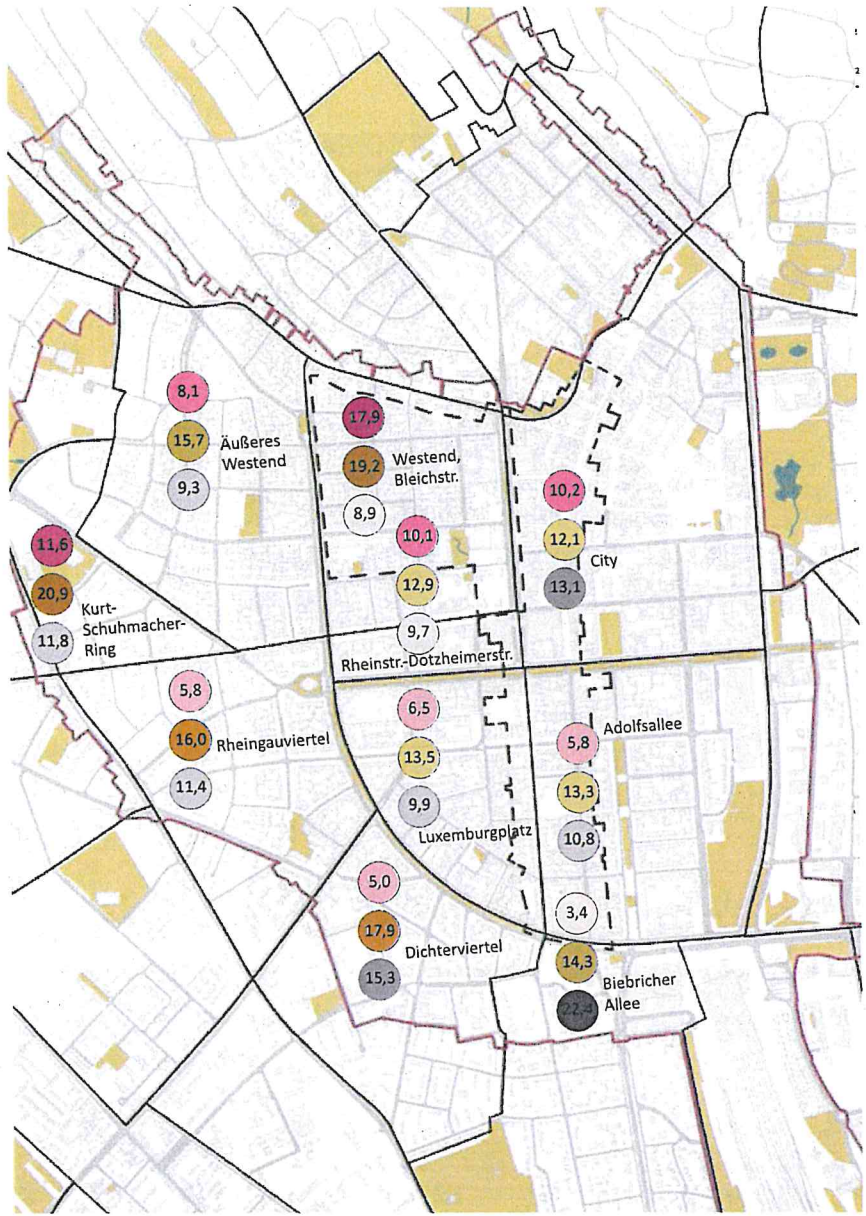 8,1
15,7
9,3
Äußeres
Westend
17,9
19,2
8,9
Westend,
Bleichstr.
10,2
12,1
13,1
City
10,1
12,9
9,7
Rheinstr.-Dotzheimerstr.
11,6
20,9
11,8
Kurt-
Schuhmacher-
Ring
5,8
16,0
11,4
Rheingauviertel
6,5
13,5
9,9
Luxemburgplatz
5,8
13,3
10,8
Adolfsallee
5,0
17,9
15,3
Dichterviertel
3,4
14,3
22,4
Biebricher
Allee